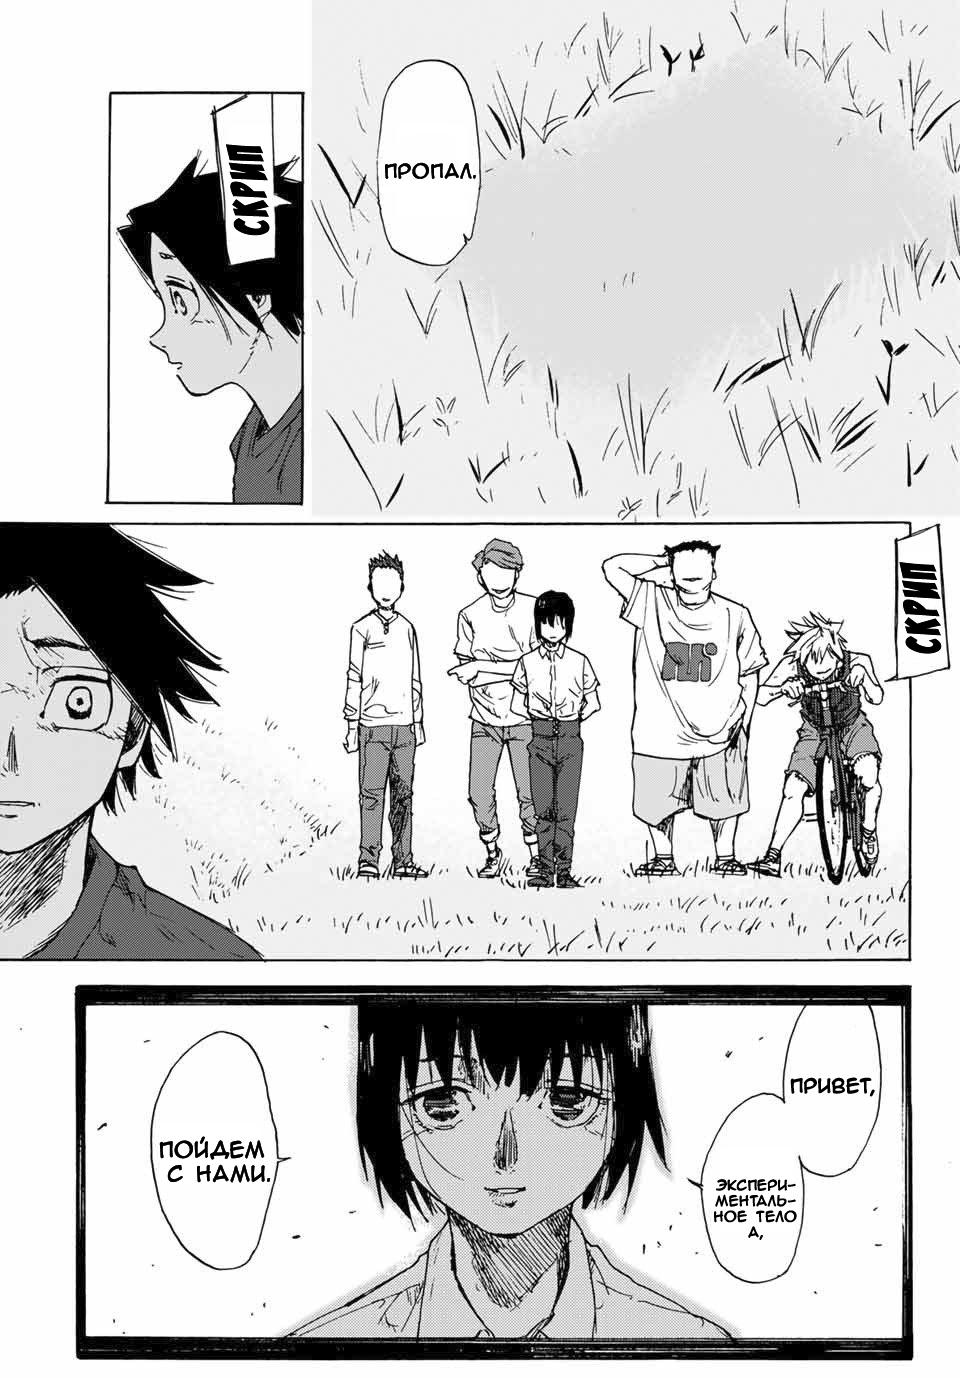 ПРОПАЛ.
СКРИП
СКРИП
ПРИВЕТ,
ЭКСПЕРИ-
МЕНТАЛЬ-
НОЕ ТЕЛО
А,
ПОЙДЕМ
С НАМИ.